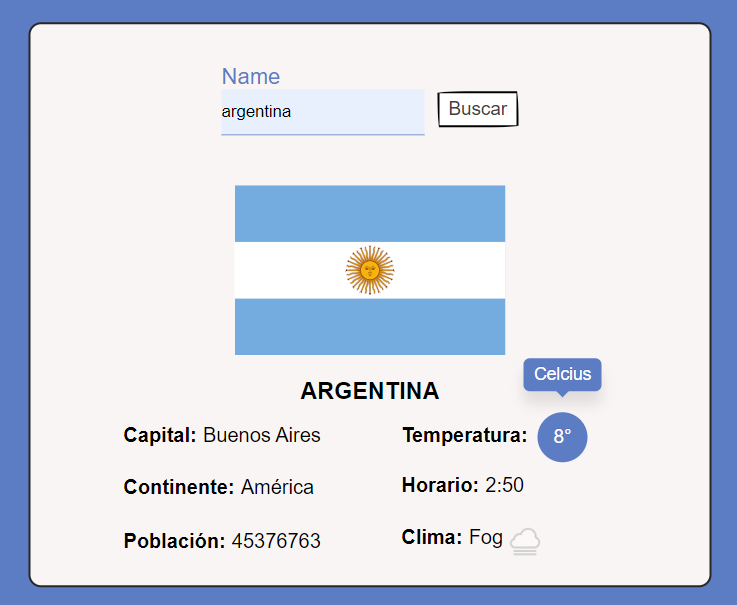 Name
argentina
Buscar
ARGENTINA
Celcius
Capital: Buenos Aires
Temperatura: 8°
Continente: América
Horario: 2:50
Población: 45376763
Clima: Fog